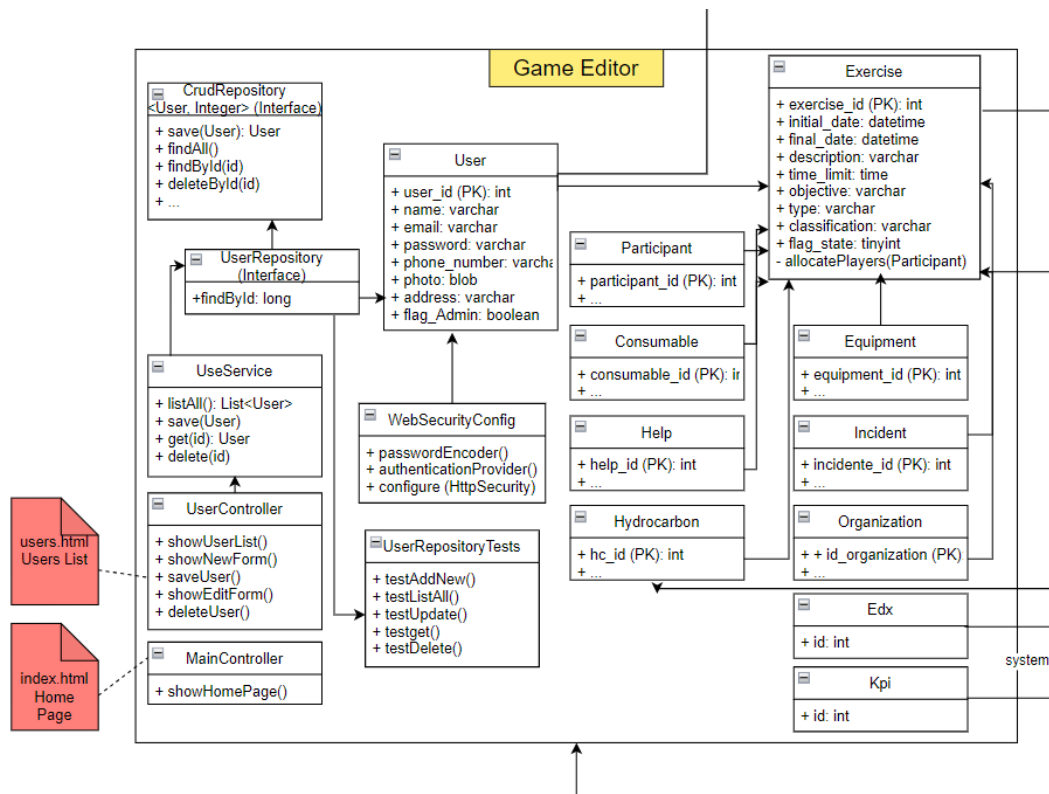 Game Editor
CrudRepository
<User, Integer> (Interface)
+ save(User): User
+ findAll()
+ findById(id)
+ deleteById(id)
+ ...
UserRepository
(Interface)
+findById: long
UseService
+ listAll(): List<User>
+ save(User)
+ get(id): User
+ delete(id)
UserController
+ showUserList()
+ showNewForm()
+ saveUser()
+ showEditForm()
+ deleteUser()
MainController
+ showHomePage()
users.html
Users List
index.html
Home
Page
User
+ user_id (PK): int
+ name: varchar
+ email: varchar
+ password: varchar
+ phone_number: varcha
+ photo: blob
+ address: varchar
+ flag_Admin: boolean
WebSecurityConfig
+ passwordEncoder()
+ authenticationProvider()
+ configure (HttpSecurity)
UserRepositoryTests
+ testAddNew()
+ testListAll()
+ testUpdate()
+ testget()
+ testDelete()
Exercise
+ exercise_id (PK): int
+ initial_date: datetime
+ final_date: datetime
+ description: varchar
+ time_limit: time
+ objective: varchar
+ type: varchar
+ classification: varchar
+ flag_state: tinyint
- allocatePlayers(Participant)
Participant
+ participant_id (PK): int
+ ...
Consumable
+ consumable_id (PK): in
+ ...
Help
+ help_id (PK): int
+ ...
Hydrocarbon
+ hc_id (PK): int
+ ...
Equipment
+ equipment_id (PK): int
+ ...
Incident
+ incidente_id (PK): int
+ ...
Organization
+ + id_organization (PK)
+ ...
Edx
+ id: int
Kpi
+ id: int
system